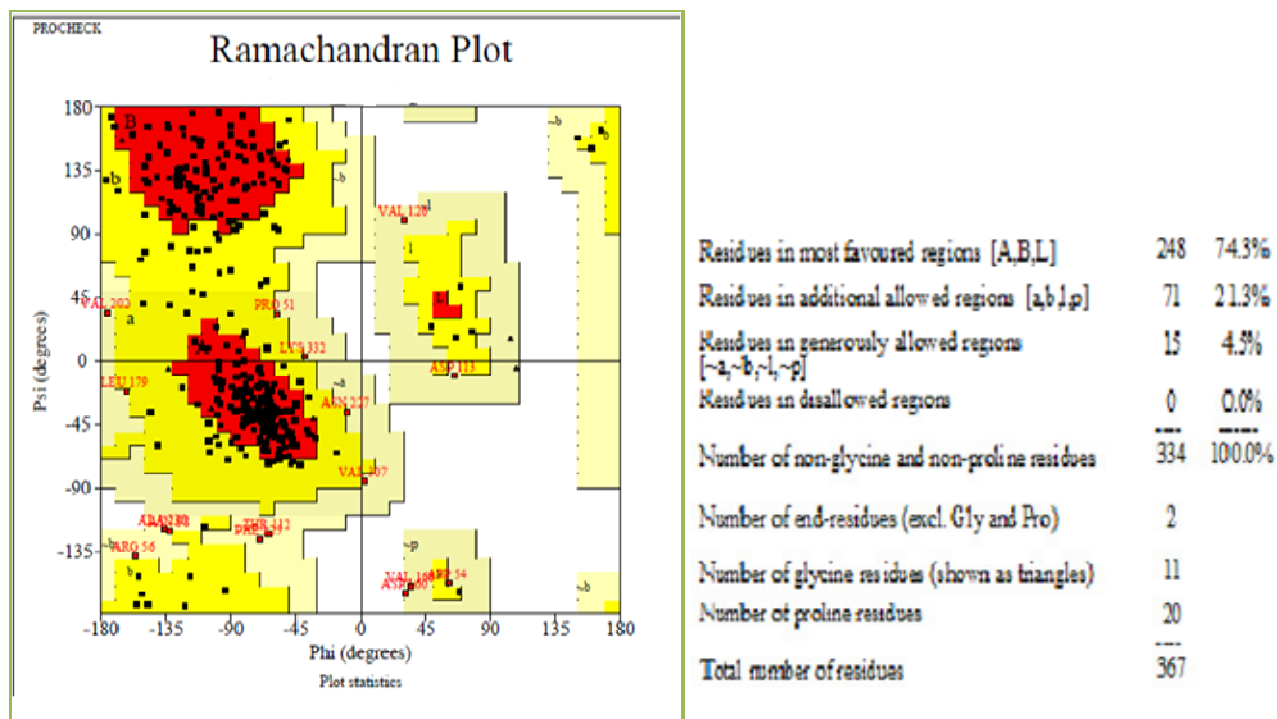 PROCHECK
Ramachandran Plot
180
135
90
45
0
-45
-90
-135
Psi (degrees)
B
b
~b
b
~b
~b
a
A
~a
l
L
~l
~p
~b
b
~b
VAL 120
VAL 202
PRO 51
LYS 332
LEU 179
ASP 113
ASN 227
VAL 307
ARG 56
-180 -135 -90 -45 0 45 90 135 180
Phi (degrees)
Plot statistics
Residues in most favoured regions [A,B,L] 248 74.3%
Residues in additional allowed regions [a,b,l,p] 71 21.3%
Residues in generously allowed regions 15 4.5%
[~a,~b,~l,~p]
Residues in disallowed regions 0 0.0%
---- ------
Number of non-glycine and non-proline residues 334 100.0%
Number of end-residues (excl. Gly and Pro) 2
Number of glycine residues (shown as triangles) 11
Number of proline residues 20
----
Total number of residues 367